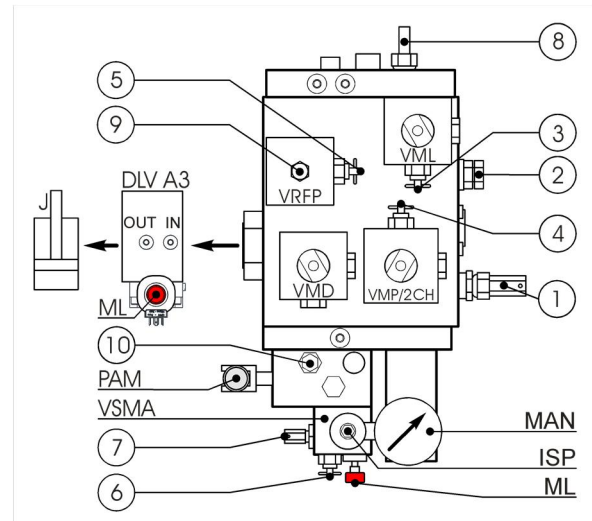 8
5
9
3
VML
2
DLV A3
VRFP
J
OUT IN
4
VMD
VMP/2CH
1
ML
10
PAM
VSMA
MAN
7
ISP
6
ML